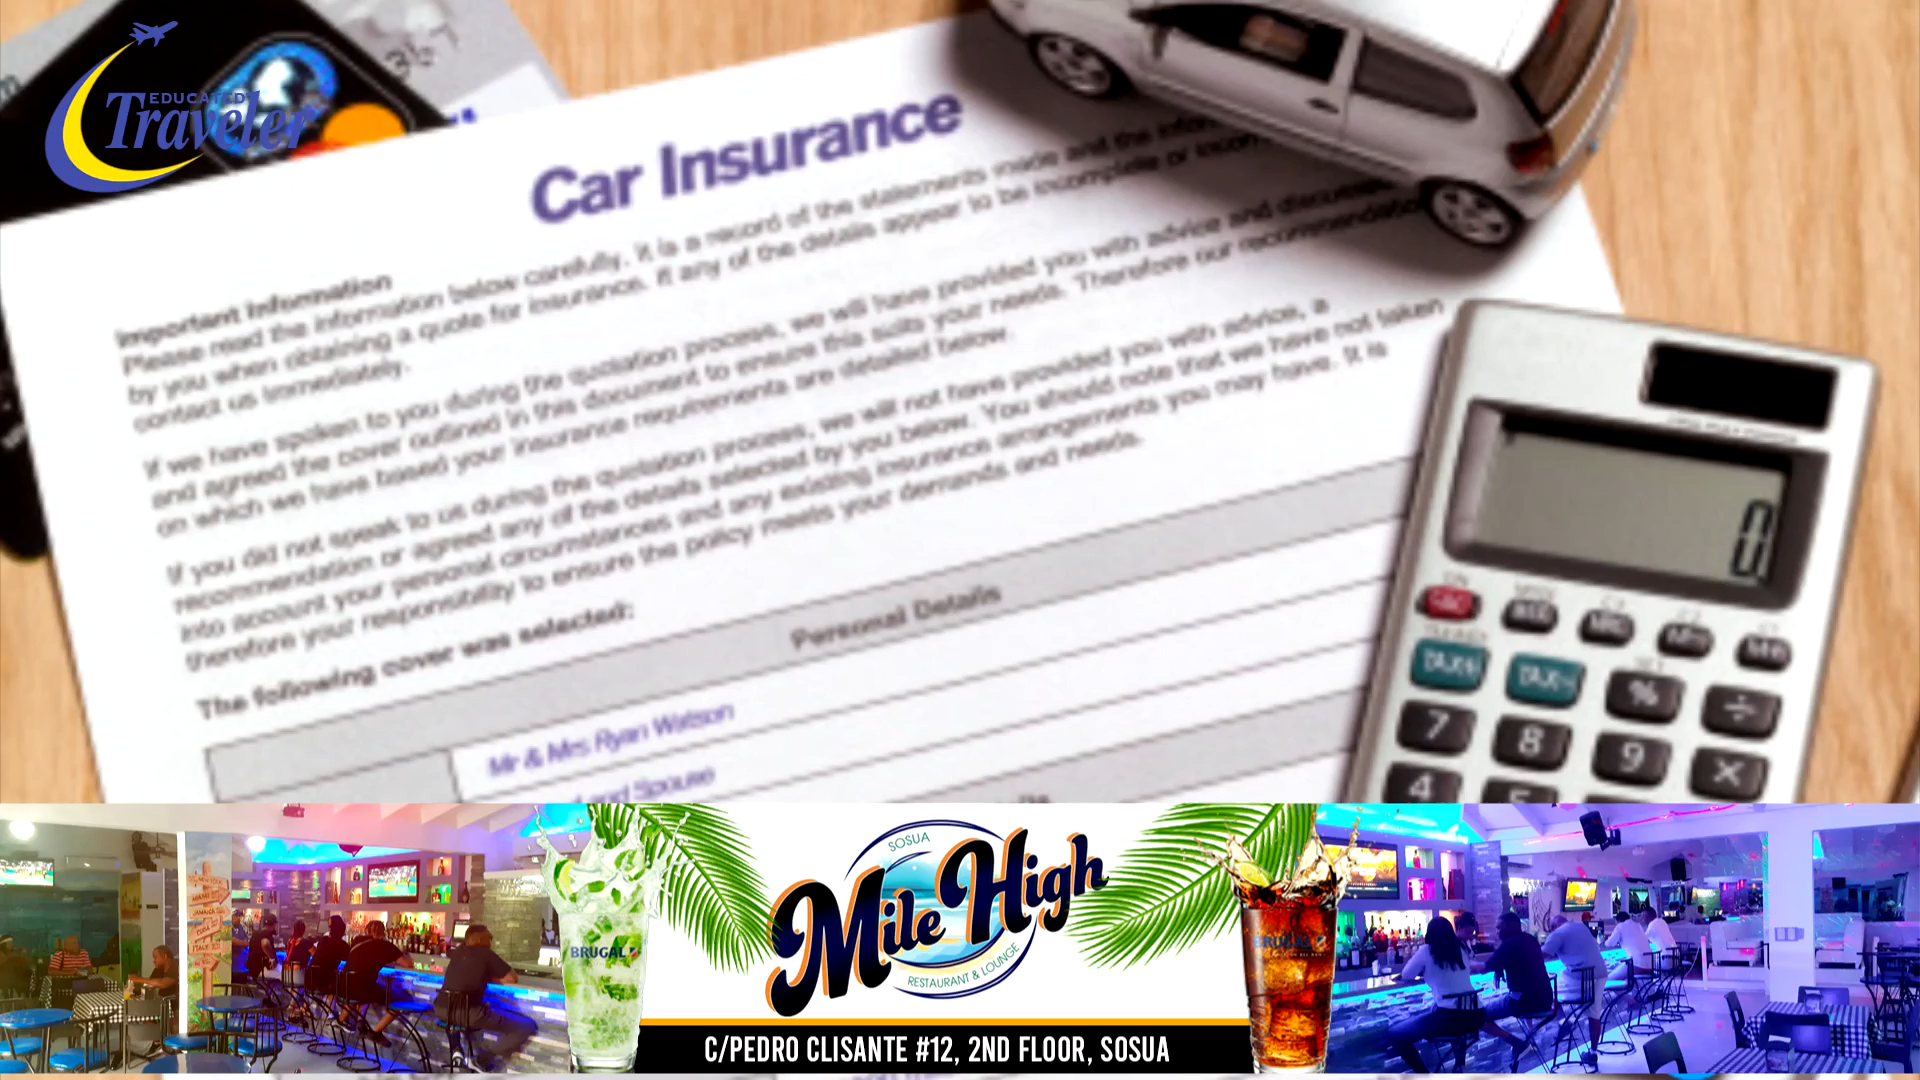 EDUCATED
Traveler
Car Insurance
Important Information
Please read the information below carefully. It is a record of the statements made and the
by you when obtaining a quote for insurance. If any of the details appear to be incomplete or
contact us immediately.
If we have spoken to you during the quotation process, we will have provided you with advice and
and agreed the cover outlined in this document to ensure this suits your needs. Therefore our recommendation
on which we have based your insurance requirements are detailed below.
If you did not speak to us during the quotation process, we will not have provided you with advice, a
recommendation or agreed any of the details selected by you below. You should note that we have not taken
into account your personal circumstances and any existing insurance arrangements you may have. It is
therefore your responsibility to ensure the policy meets your demands and needs.
The following cover was selected:
Personal Details
Mr & Mrs Ryan Watson
and Spouse
0
TAX
TAX
% ÷
7 8 9 ×
4 5
SOSUA
Mile High
RESTAURANT & LOUNGE
BRUGAL
BRUGAL
C/PEDRO CLISANTE #12, 2ND FLOOR, SOSUA